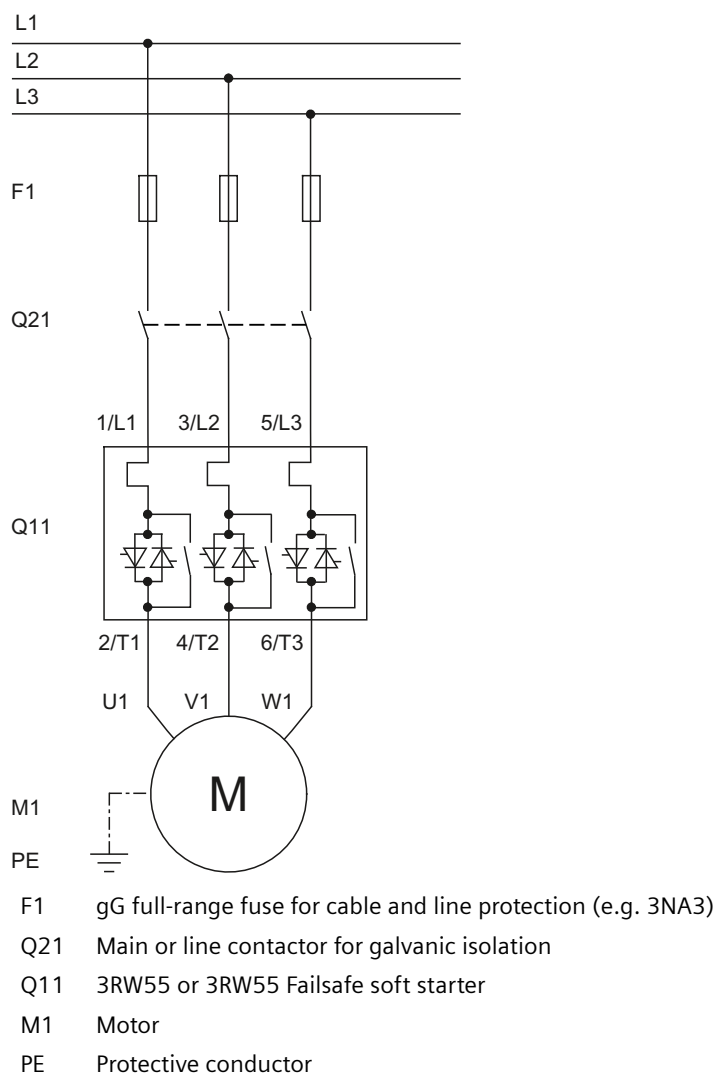 L1
L2
L3
F1
Q21
1/L1 3/L2 5/L3
Q11
2/T1 4/T2 6/T3
U1 V1 W1
M
M1
PE
F1 gG full-range fuse for cable and line protection (e.g. 3NA3)
Q21 Main or line contactor for galvanic isolation
Q11 3RW55 or 3RW55 Failsafe soft starter
M1 Motor
PE Protective conductor